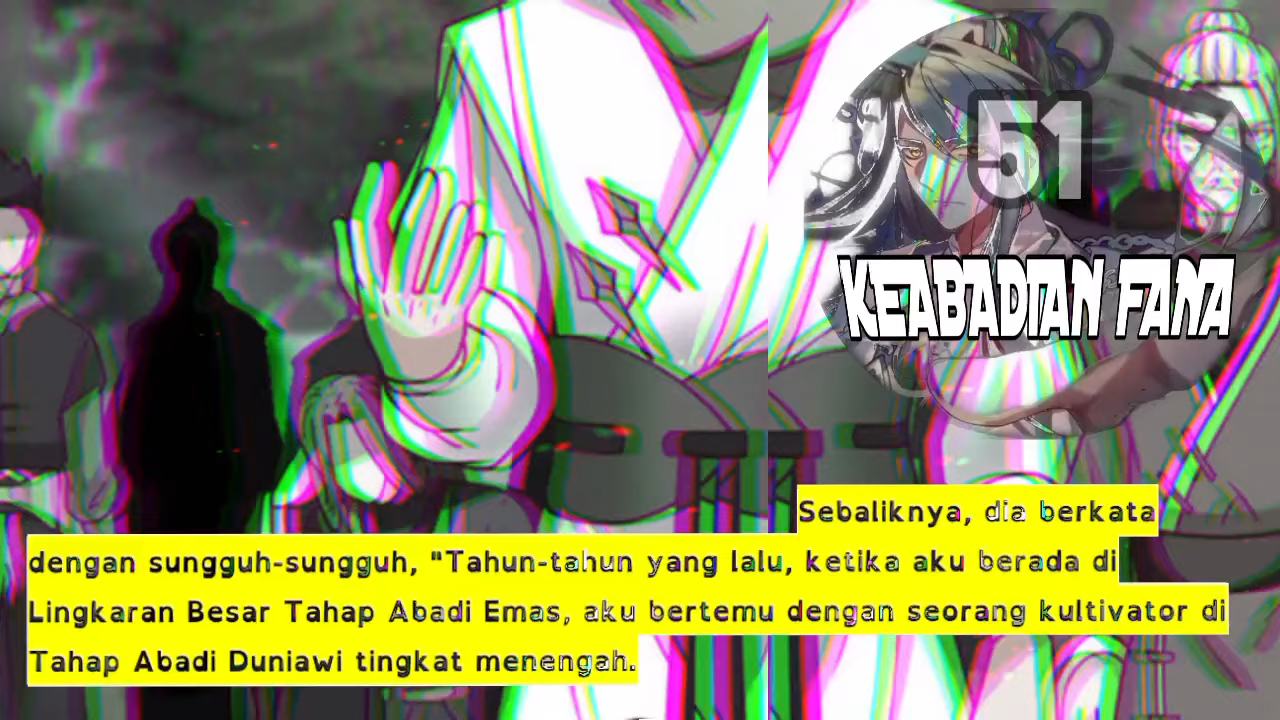 51
KEABADIAN FANA
Sebaliknya, dia berkata
dengan sungguh-sungguh, "Tahun-tahun yang lalu, ketika aku berada di
Lingkaran Besar Tahap Abadi Emas, aku bertemu dengan seorang kultivator di
Tahap Abadi Duniawi tingkat menengah.